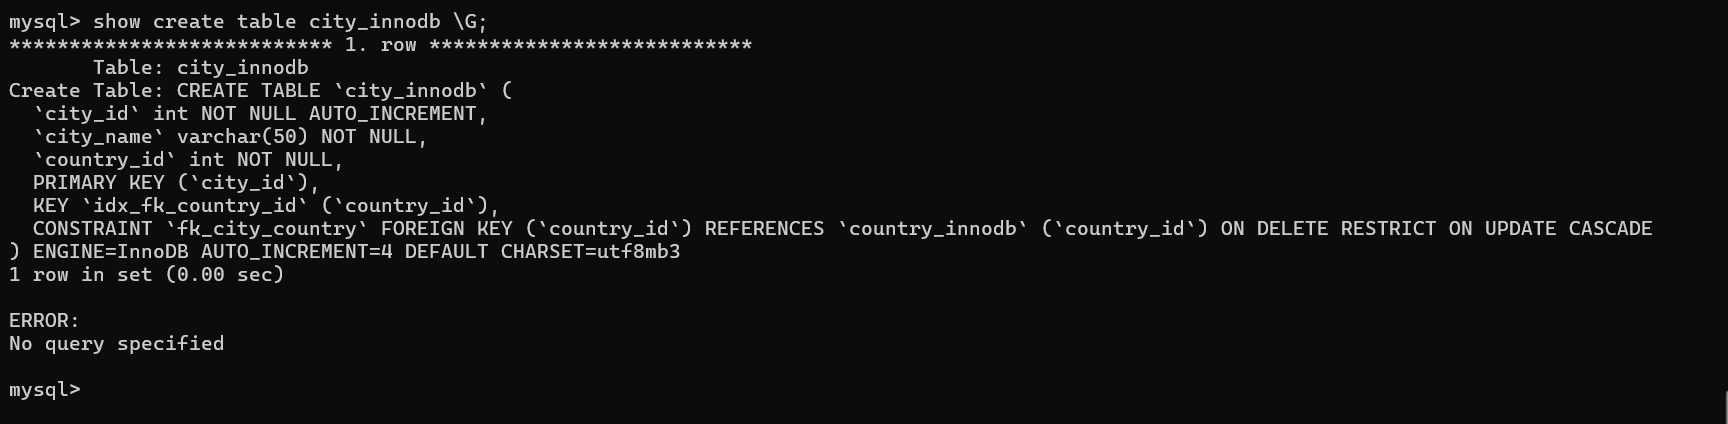 mysql> show create table city_innodb \G;
*************************** 1. row ***************************
       Table: city_innodb
Create Table: CREATE TABLE `city_innodb` (
  `city_id` int NOT NULL AUTO_INCREMENT,
  `city_name` varchar(50) NOT NULL,
  `country_id` int NOT NULL,
  PRIMARY KEY (`city_id`),
  KEY `idx_fk_country_id` (`country_id`),
  CONSTRAINT `fk_city_country` FOREIGN KEY (`country_id`) REFERENCES `country_innodb` (`country_id`) ON DELETE RESTRICT ON UPDATE CASCADE
) ENGINE=InnoDB AUTO_INCREMENT=4 DEFAULT CHARSET=utf8mb3
1 row in set (0.00 sec)

ERROR:
No query specified

mysql>